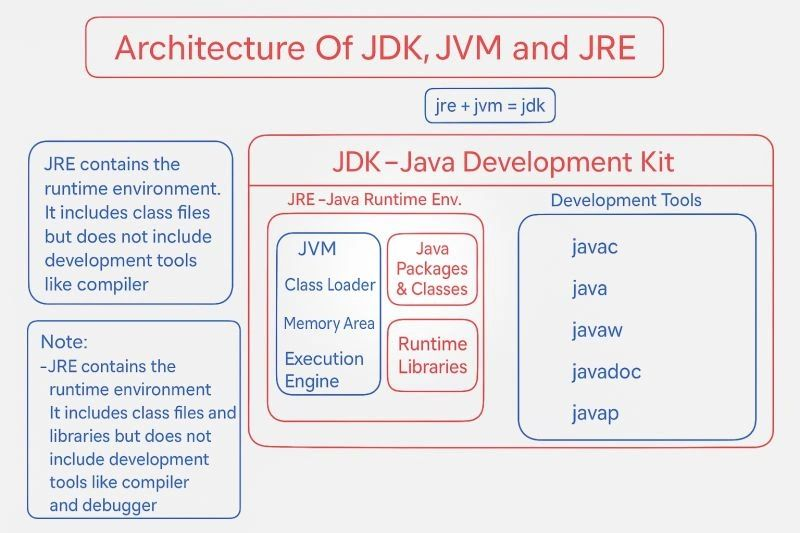 Architecture Of JDK, JVM and JRE
jre + jvm = jdk
JRE contains the
runtime environment.
It includes class files
but does not include
development tools
like compiler
Note:
-JRE contains the
runtime environment
It includes class files and
libraries but does not
include development
tools like compiler
and debugger
JDK – Java Development Kit
JRE – Java Runtime Env.
JVM
Class Loader
Memory Area
Execution
Engine
Java
Packages
& Classes
Runtime
Libraries
Development Tools
javac
java
javaw
javadoc
javap